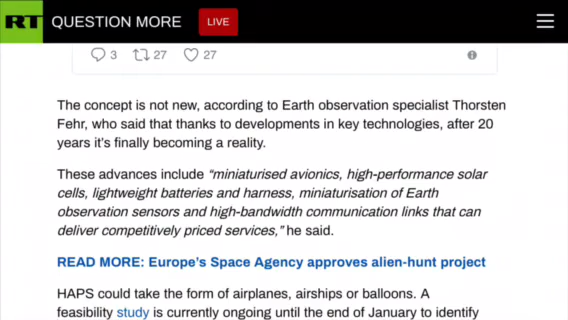 RT QUESTION MORE LIVE
3 27 27
The concept is not new, according to Earth observation specialist Thorsten
Fehr, who said that thanks to developments in key technologies, after 20
years it’s finally becoming a reality.
These advances include “miniaturised avionics, high-performance solar
cells, lightweight batteries and harness, miniaturisation of Earth
observation sensors and high-bandwidth communication links that can
deliver competitively priced services,” he said.
READ MORE: Europe’s Space Agency approves alien-hunt project
HAPS could take the form of airplanes, airships or balloons. A
feasibility study is currently ongoing until the end of January to identify